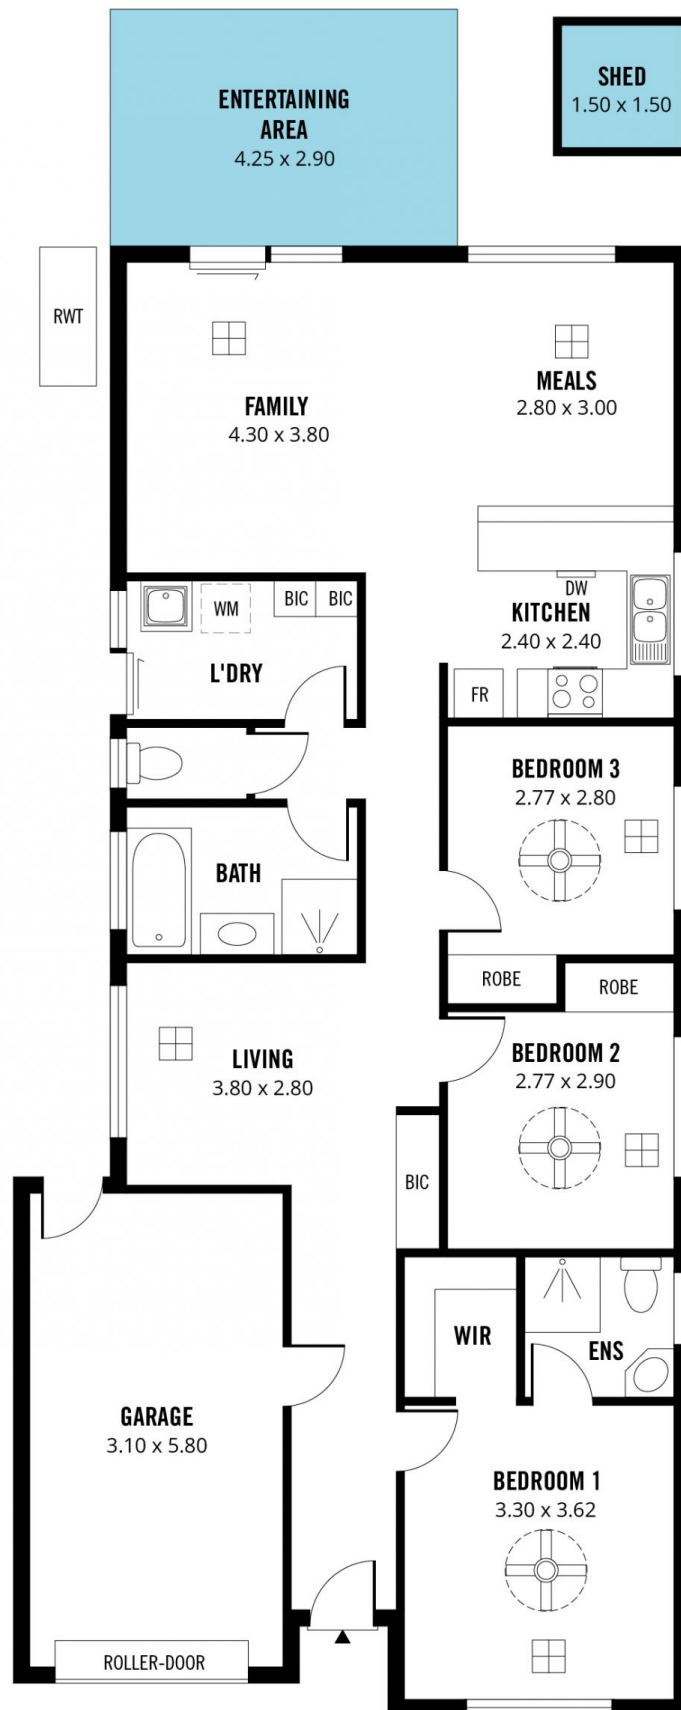 ENTERTAINING
AREA
4.25 x 2.90
SHED
1.50 x 1.50
RWT
FAMILY
4.30 x 3.80
MEALS
2.80 x 3.00
WM
BIC
BIC
L'DRY
DW
KITCHEN
2.40 x 2.40
FR
BEDROOM 3
2.77 x 2.80
BATH
ROBE
ROBE
LIVING
3.80 x 2.80
BEDROOM 2
2.77 x 2.90
BIC
WIR
ENS
GARAGE
3.10 x 5.80
BEDROOM 1
3.30 x 3.62
ROLLER-DOOR